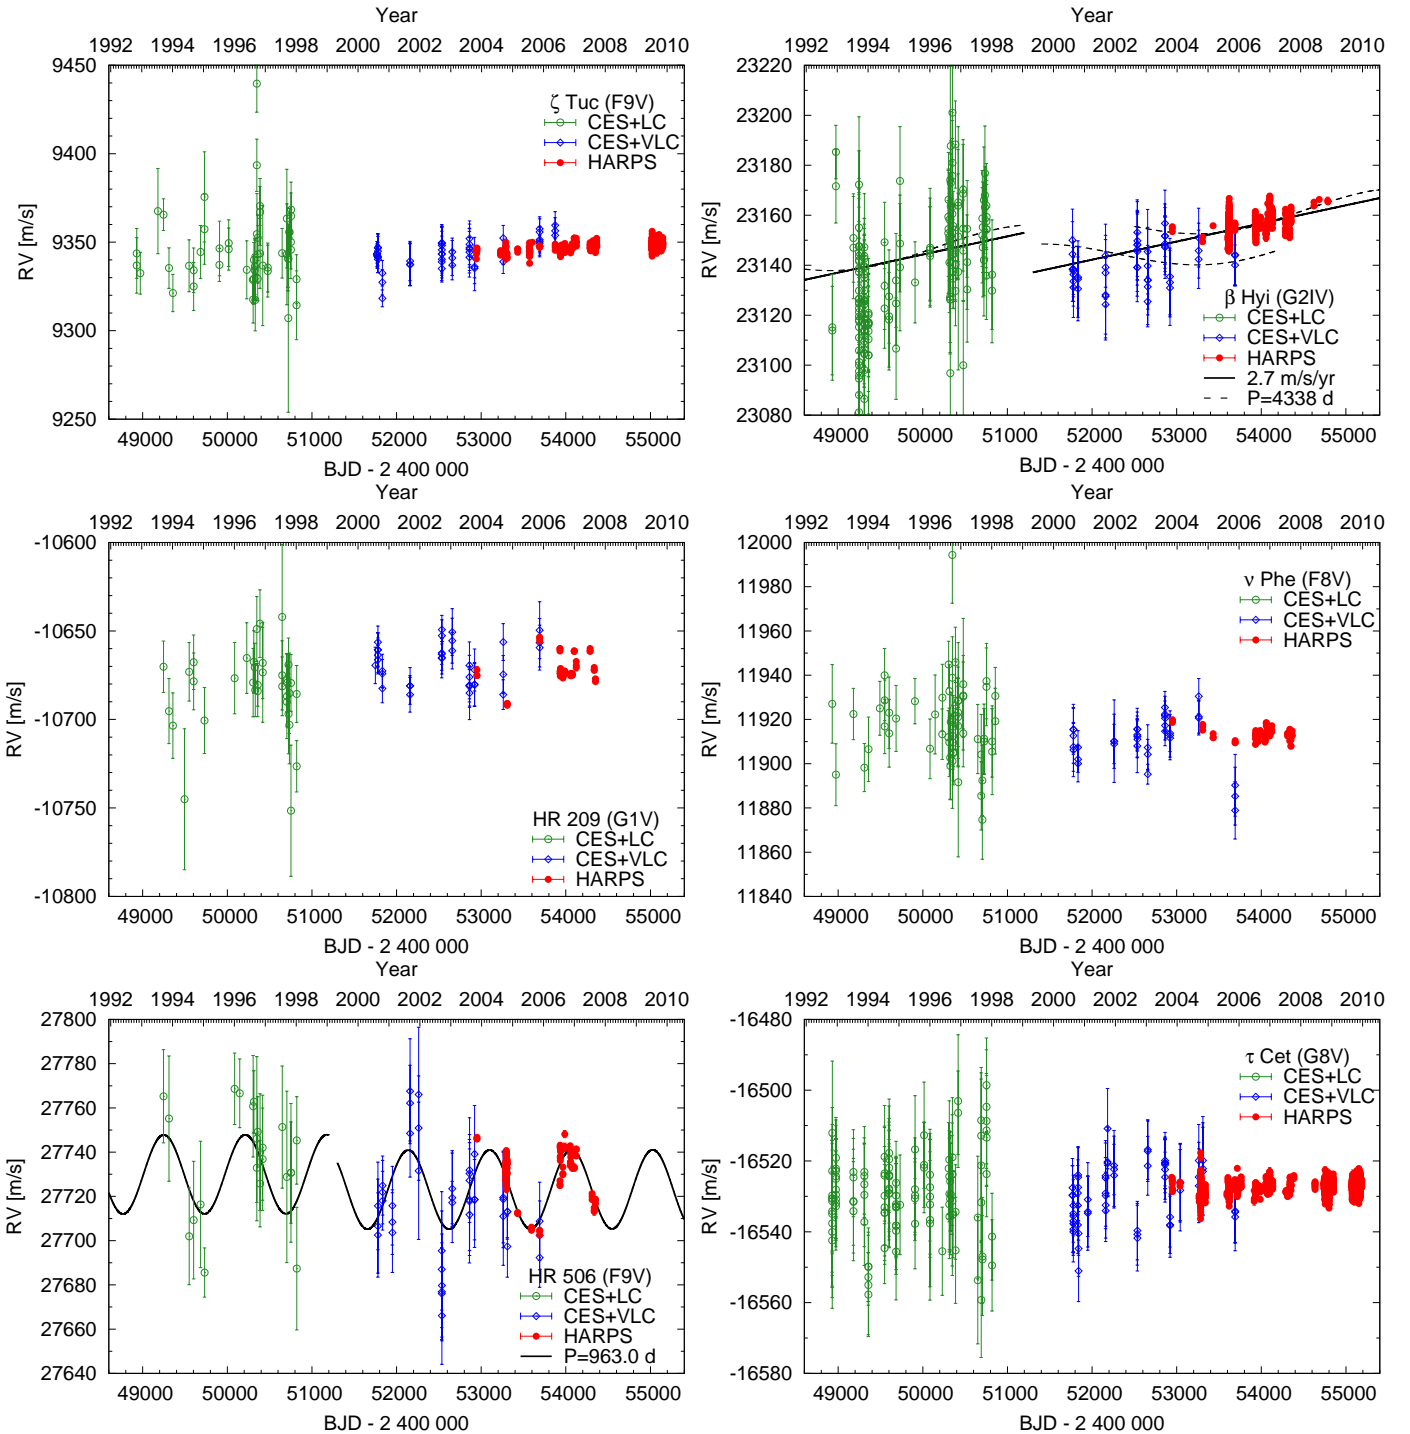 Year
1992 1994 1996 1998 2000 2002 2004 2006 2008 2010
9450
9400
9350
9300
9250
RV [m/s]
ζ Tuc (F9V)
CES+LC
CES+VLC
HARPS
49000 50000 51000 52000 53000 54000 55000
BJD - 2 400 000
Year
1992 1994 1996 1998 2000 2002 2004 2006 2008 2010
23220
23200
23180
23160
23140
23120
23100
23080
RV [m/s]
β Hyi (G2IV)
CES+LC
CES+VLC
HARPS
2.7 m/s/yr
P=4338 d
49000 50000 51000 52000 53000 54000 55000
BJD - 2 400 000
Year
1992 1994 1996 1998 2000 2002 2004 2006 2008 2010
-10600
-10650
-10700
-10750
-10800
RV [m/s]
HR 209 (G1V)
CES+LC
CES+VLC
HARPS
49000 50000 51000 52000 53000 54000 55000
BJD - 2 400 000
Year
1992 1994 1996 1998 2000 2002 2004 2006 2008 2010
12000
11980
11960
11940
11920
11900
11880
11860
11840
RV [m/s]
ν Phe (F8V)
CES+LC
CES+VLC
HARPS
49000 50000 51000 52000 53000 54000 55000
BJD - 2 400 000
Year
1992 1994 1996 1998 2000 2002 2004 2006 2008 2010
27800
27780
27760
27740
27720
27700
27680
27660
27640
RV [m/s]
HR 506 (F9V)
CES+LC
CES+VLC
HARPS
P=963.0 d
49000 50000 51000 52000 53000 54000 55000
BJD - 2 400 000
Year
1992 1994 1996 1998 2000 2002 2004 2006 2008 2010
-16480
-16500
-16520
-16540
-16560
-16580
RV [m/s]
τ Cet (G8V)
CES+LC
CES+VLC
HARPS
49000 50000 51000 52000 53000 54000 55000
BJD - 2 400 000